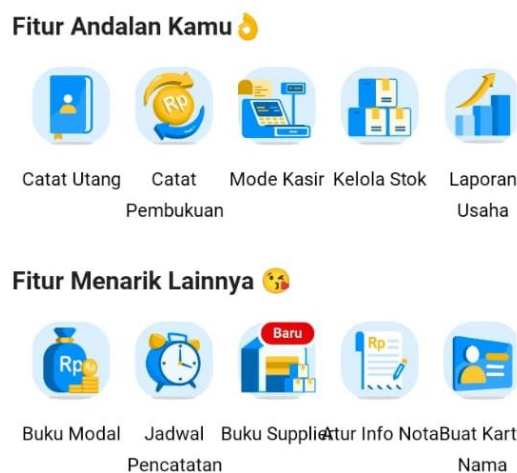 Fitur Andalan Kamu👌
Rp
Catat Utang Catat Mode Kasir Kelola Stok Laporan
Pembukuan Usaha
Fitur Menarik Lainnya 😘
Baru
Rp Rp
Buku Modal Jadwal Buku Supplier Atur Info Nota Buat Kart
Pencatatan Nama